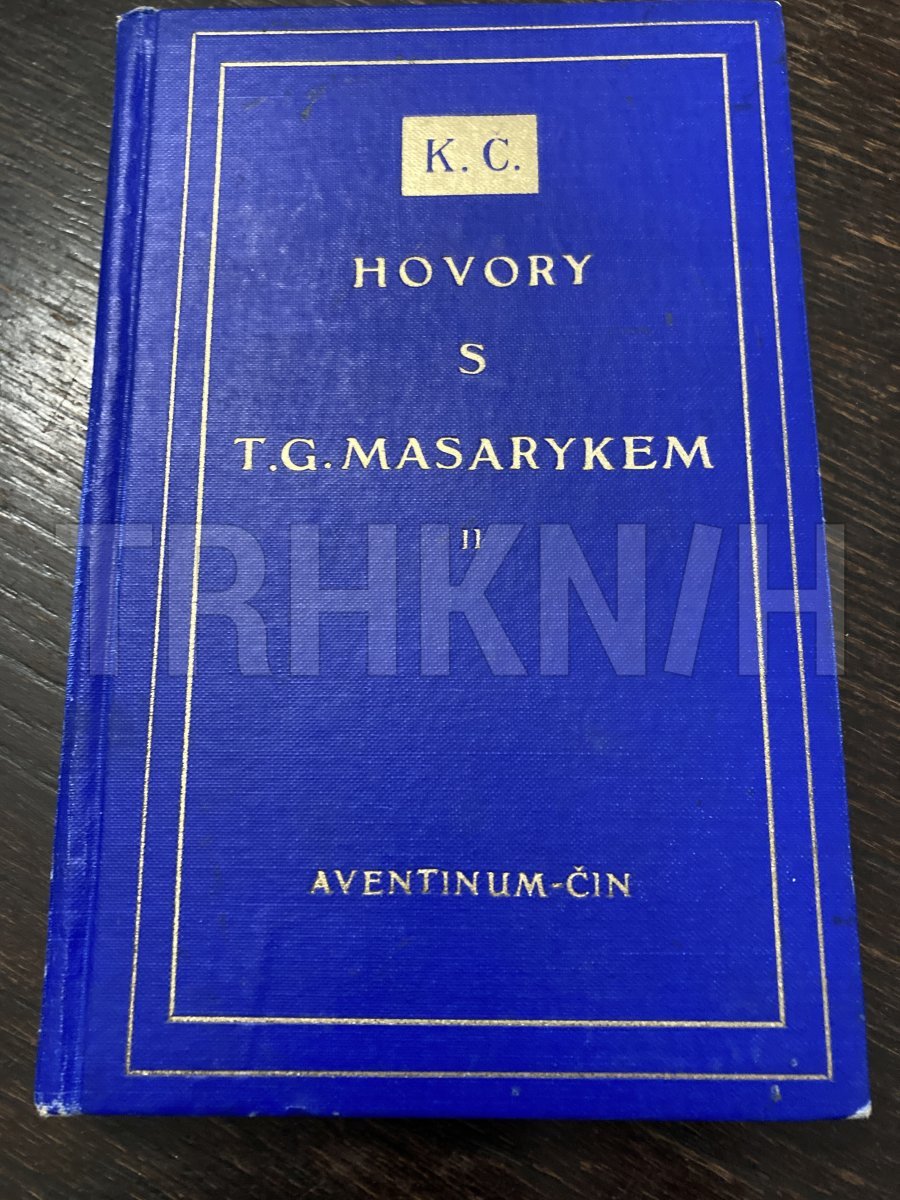 K. Č.
HOVORY
S
T. G. MASARYKEM
II
TRHKNIH
AVENTINUM-ČIN